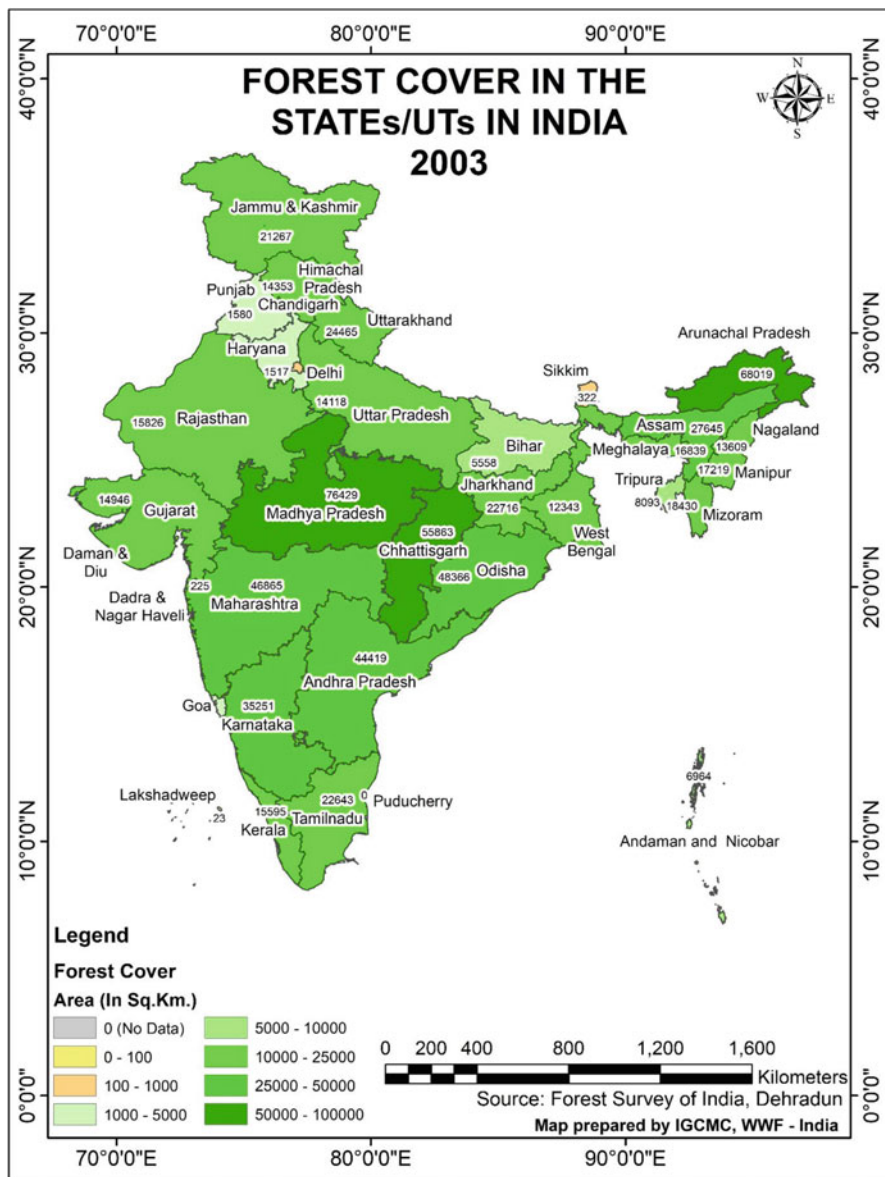 70°0'0"E 80°0'0"E 90°0'0"E
40°0'0"N
40°0'0"N
FOREST COVER IN THE
STATEs/UTs IN INDIA
2003
N
W E
S
Jammu & Kashmir
21267
Himachal
Pradesh
14353
Punjab
1580
Chandigarh
Uttarakhand
24465
30°0'0"N
30°0'0"N
Haryana
1517
Delhi
Arunachal Pradesh
68019
Sikkim
322
Rajasthan
15826
14118
Uttar Pradesh
Bihar
5558
Assam
27645
Nagaland
13609
Meghalaya
16839
17219
Manipur
Tripura
8093
18430
Mizoram
Jharkhand
22716
12343
West
Bengal
14946
Gujarat
76429
Madhya Pradesh
55863
Chhattisgarh
48366
Odisha
Daman &
Diu
225
Dadra &
Nagar Haveli
46865
Maharashtra
20°0'0"N
20°0'0"N
44419
Andhra Pradesh
Goa
35251
Karnataka
Lakshadweep
23
15595
Kerala
22643
Tamilnadu
0
Puducherry
6964
Andaman and Nicobar
10°0'0"N
10°0'0"N
Legend
Forest Cover
Area (In Sq.Km.)
0 (No Data)
0 - 100
100 - 1000
1000 - 5000
5000 - 10000
10000 - 25000
25000 - 50000
50000 - 100000
0 200 400 800 1,200 1,600
Kilometers
Source: Forest Survey of India, Dehradun
Map prepared by IGCMC, WWF - India
0°0'0"
0°0'0"
70°0'0"E 80°0'0"E 90°0'0"E